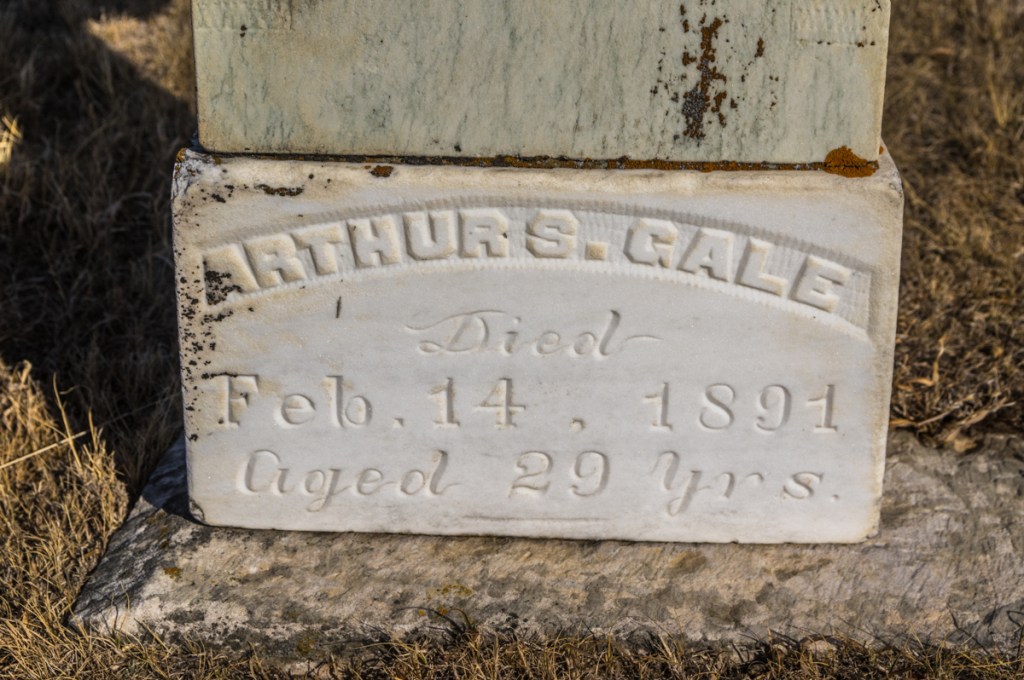 ARTHUR S. GALE
Died
Feb. 14, 1891
Aged 29 yrs.